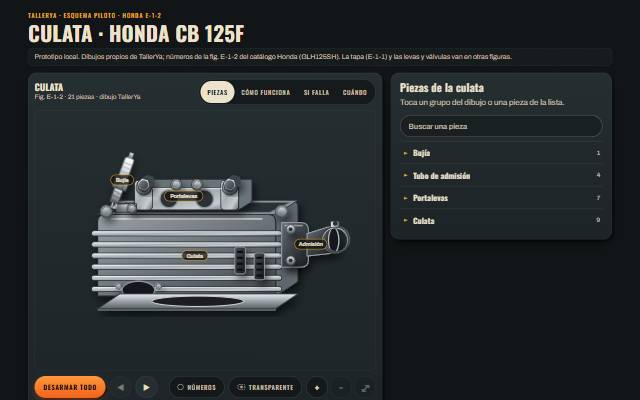 TALLERYA · ESQUEMA PILOTO · HONDA E-1-2
CULATA · HONDA CB 125F
Prototipo local. Dibujos propios de TallerYa; números de la fig. E-1-2 del catálogo Honda (GLH125SH). La tapa (E-1-1) y las levas y válvulas van en otras figuras.
CULATA
Fig. E-1-2 · 21 piezas · dibujo TallerYa
PIEZAS
CÓMO FUNCIONA
SI FALLA
CUÁNDO
Bujía
Portalevas
Culata
Admisión
DESARMAR TODO
NÚMEROS
TRANSPARENTE
+
−
Piezas de la culata
Toca un grupo del dibujo o una pieza de la lista.
Buscar una pieza
Bujía 1
Tubo de admisión 4
Portalevas 7
Culata 9